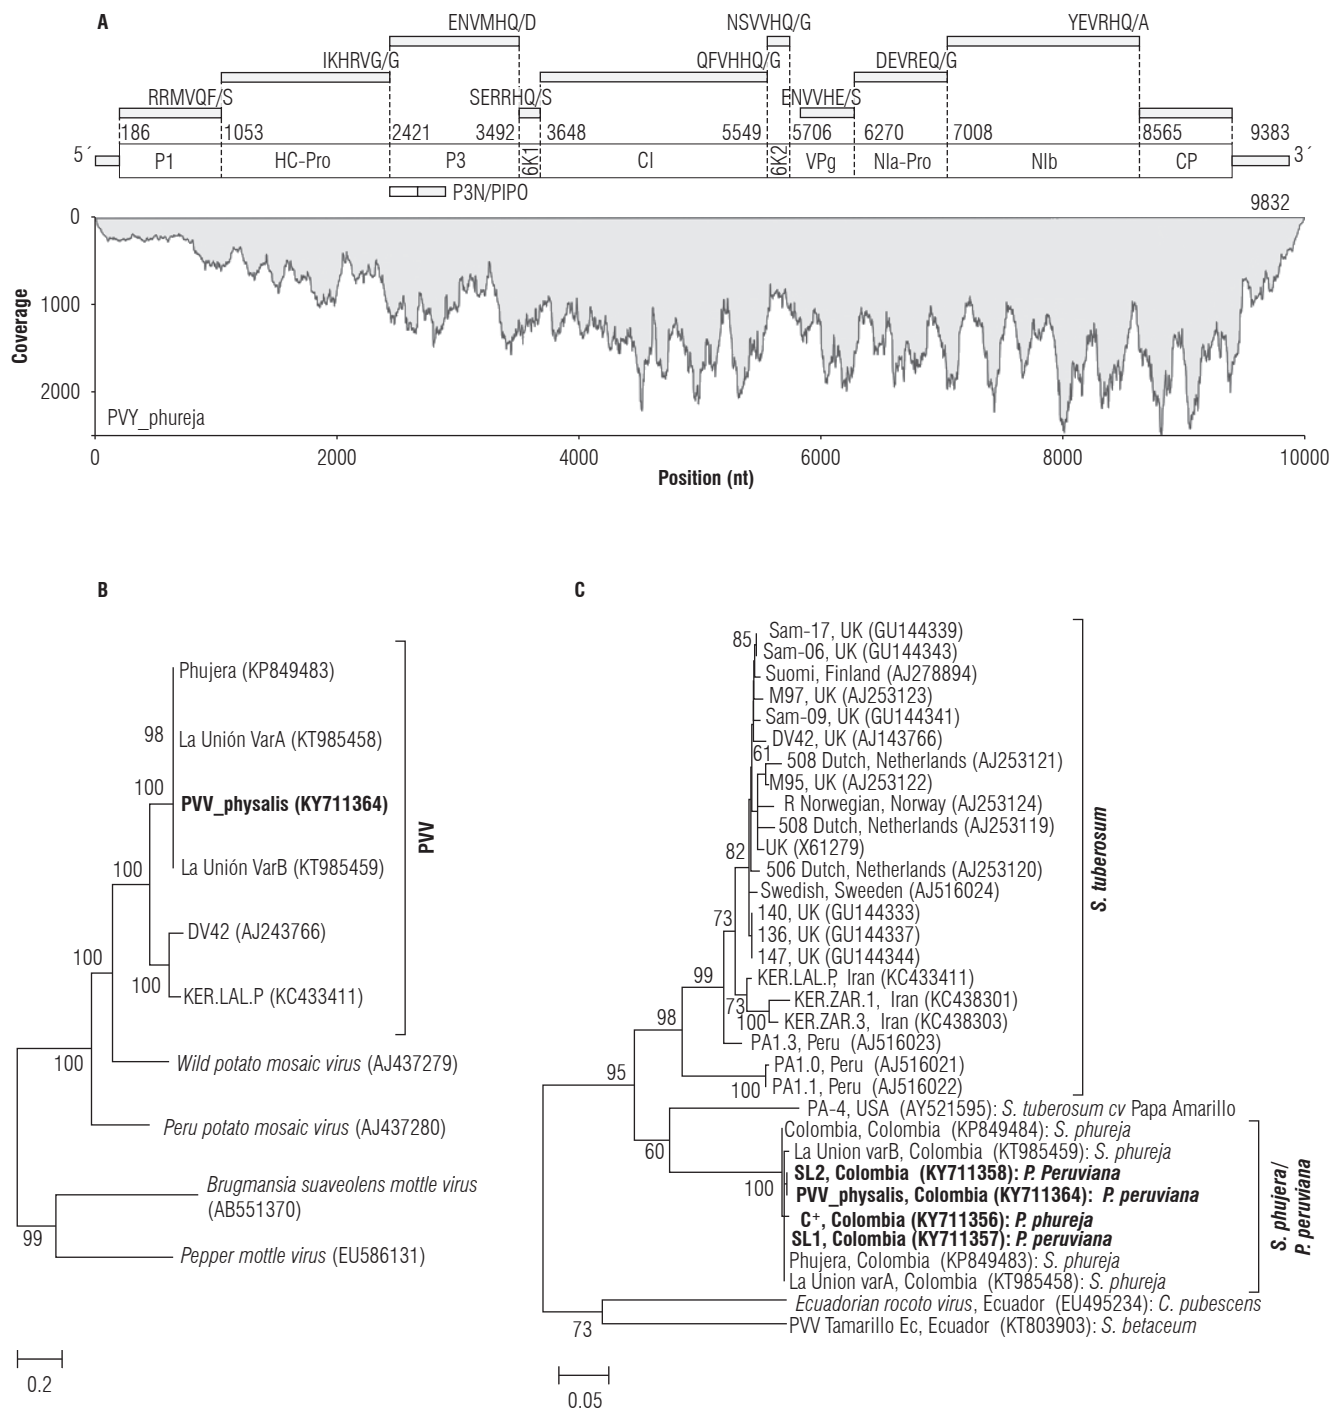 A
ENVMHQ/D
NSVVHQ/G
YEVRHQ/A
IKHRVG/G
QFVHHQ/G
DEVREQ/G
RRMVQF/S
SERRHQ/S
ENVVHE/S
186
1053
2421
3492
3648
5549
5706
6270
7008
8565
9383
5´
P1
HC-Pro
P3
6K1
CI
6K2
VPg
NIa-Pro
NIb
CP
3´
P3N/PIPO
9832
0
1000
2000
Coverage
PVY_phureja
0
2000
4000
6000
8000
10000
Position (nt)
B
Phujera (KP849483)
98
La Unión VarA (KT985458)
100
PVV_physalis (KY711364)
PVV
100
La Unión VarB (KT985459)
DV42 (AJ243766)
100
100
KER.LAL.P (KC433411)
100
Wild potato mosaic virus (AJ437279)
Peru potato mosaic virus (AJ437280)
Brugmansia suaveolens mottle virus
(AB551370)
99
Pepper mottle virus (EU586131)
0.2
C
85
Sam-17, UK (GU144339)
Sam-06, UK (GU144343)
Suomi, Finland (AJ278894)
M97, UK (AJ253123)
Sam-09, UK (GU144341)
DV42, UK (AJ143766)
61
508 Dutch, Netherlands (AJ253121)
M95, UK (AJ253122)
R Norwegian, Norway (AJ253124)
508 Dutch, Netherlands (AJ253119)
82
UK (X61279)
506 Dutch, Netherlands (AJ253120)
Swedish, Sweeden (AJ516024)
73
140, UK (GU144333)
136, UK (GU144337)
147, UK (GU144344)
99
KER.LAL.P, Iran (KC433411)
73
KER.ZAR.1, Iran (KC438301)
98
100
KER.ZAR.3, Iran (KC438303)
PA1.3, Peru (AJ516023)
95
PA1.0, Peru (AJ516021)
100
PA1.1, Peru (AJ516022)
S. tuberosum
PA-4, USA (AY521595): S. tuberosum cv Papa Amarillo
Colombia, Colombia (KP849484): S. phureja
60
La Union varB, Colombia (KT985459): S. phureja
SL2, Colombia (KY711358): P. Peruviana
100
PVV_physalis, Colombia (KY711364): P. peruviana
C+, Colombia (KY711356): P. phureja
SL1, Colombia (KY711357): P. peruviana
Phujera, Colombia (KP849483): S. phureja
La Union varA, Colombia (KT985458): S. phureja
S. phujera/
P. peruviana
Ecuadorian rocoto virus, Ecuador (EU495234): C. pubescens
73
PVV Tamarillo Ec, Ecuador (KT803903): S. betaceum
0.05